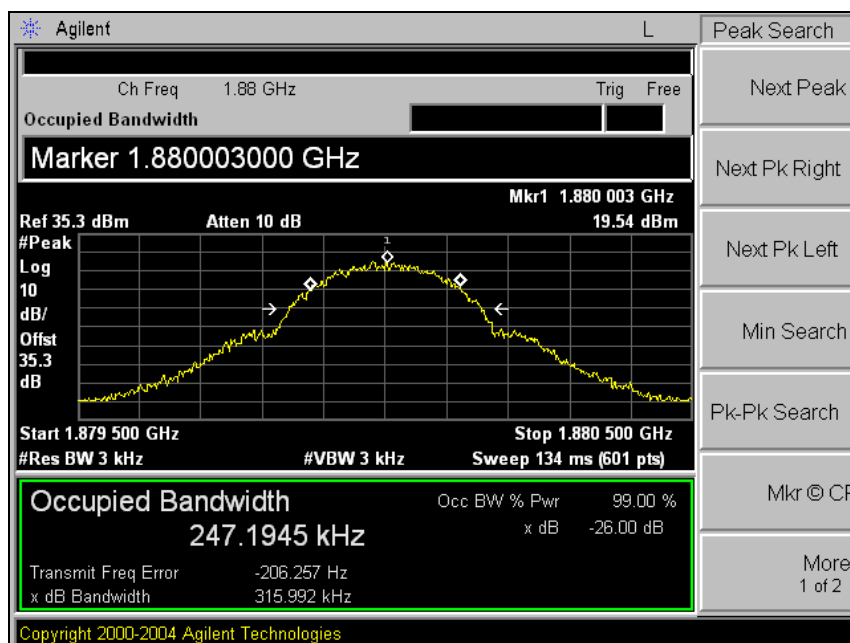 Agilent L
Peak Search
Ch Freq 1.88 GHz Trig Free
Occupied Bandwidth
Marker 1.880003000 GHz
Mkr1 1.880 003 GHz
Ref 35.3 dBm Atten 10 dB 19.54 dBm
#Peak
Log
10
dB/
Offst
35.3
dB
1
Start 1.879 500 GHz Stop 1.880 500 GHz
#Res BW 3 kHz #VBW 3 kHz Sweep 134 ms (601 pts)
Occupied Bandwidth
247.1945 kHz
Occ BW % Pwr 99.00 %
x dB -26.00 dB
Transmit Freq Error -206.257 Hz
x dB Bandwidth 315.992 kHz
Copyright 2000-2004 Agilent Technologies
Next Peak
Next Pk Right
Next Pk Left
Min Search
Pk-Pk Search
Mkr © CF
More
1 of 2